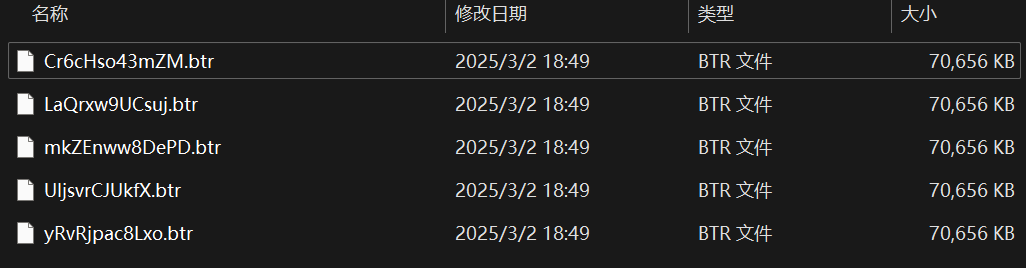 名称 修改日期 类型 大小
Cr6cHso43mZM.btr 2025/3/2 18:49 BTR 文件 70,656 KB
LaQrxw9UCsuj.btr 2025/3/2 18:49 BTR 文件 70,656 KB
mkZEnww8DePD.btr 2025/3/2 18:49 BTR 文件 70,656 KB
UljsvrCJUkfX.btr 2025/3/2 18:49 BTR 文件 70,656 KB
yRvRjpac8Lxo.btr 2025/3/2 18:49 BTR 文件 70,656 KB